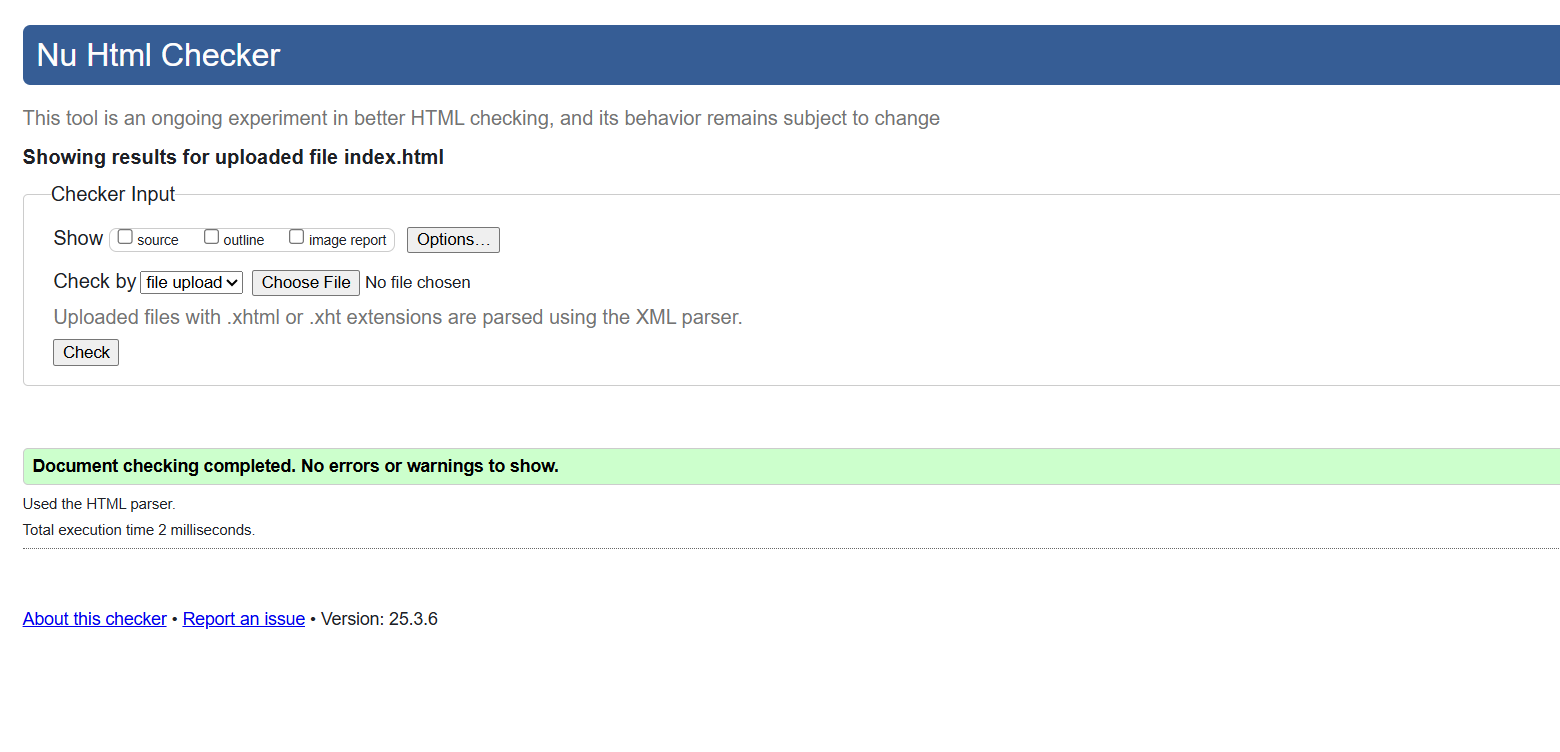 Nu Html Checker
This tool is an ongoing experiment in better HTML checking, and its behavior remains subject to change
Showing results for uploaded file index.html
Checker Input
Show source outline image report Options…
Check by file upload Choose File No file chosen
Uploaded files with .xhtml or .xht extensions are parsed using the XML parser.
Check
Document checking completed. No errors or warnings to show.
Used the HTML parser.
Total execution time 2 milliseconds.
About this checker • Report an issue • Version: 25.3.6